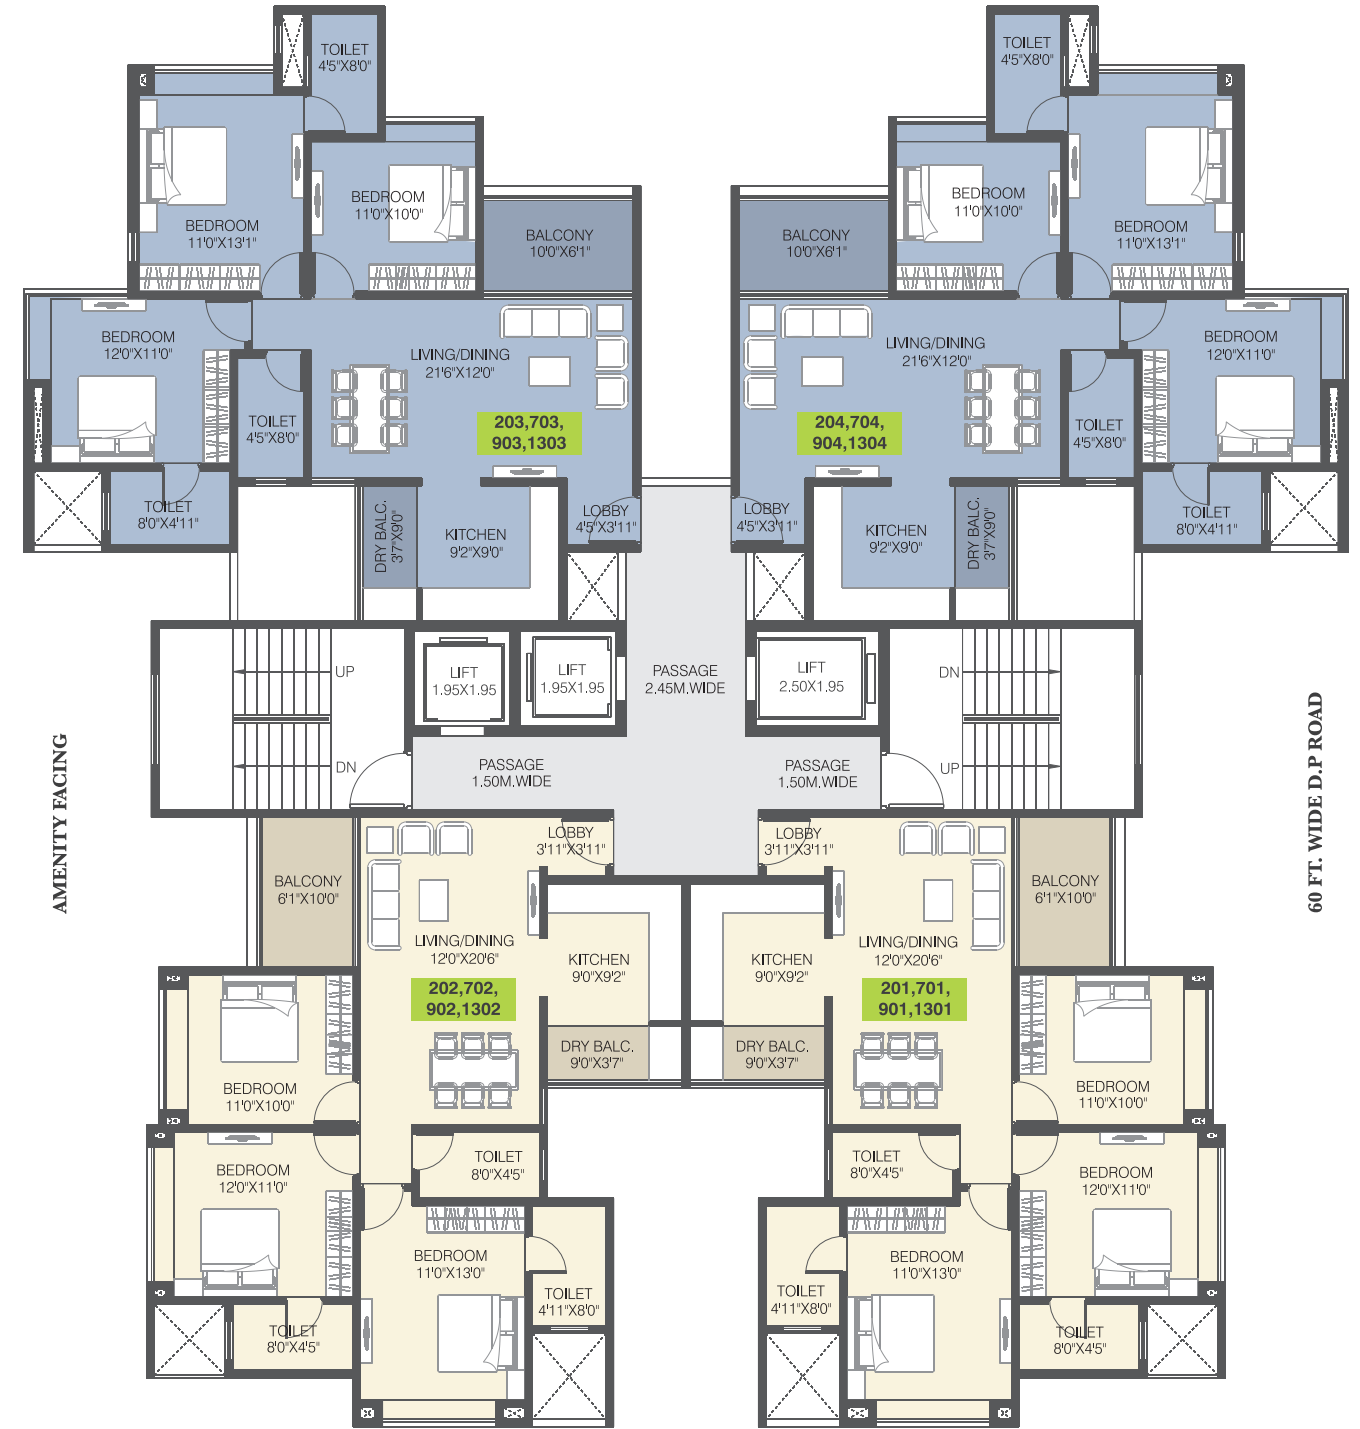 TOILET
4'5"X8'0"
TOILET
4'5"X8'0"
BEDROOM
11'0"X13'1"
BEDROOM
11'0"X10'0"
BALCONY
10'0"X6'1"
BALCONY
10'0"X6'1"
BEDROOM
11'0"X10'0"
BEDROOM
11'0"X13'1"
BEDROOM
12'0"X11'0"
LIVING/DINING
21'6"X12'0"
LIVING/DINING
21'6"X12'0"
BEDROOM
12'0"X11'0"
TOILET
4'5"X8'0"
203,703,
903,1303
204,704,
904,1304
TOILET
4'5"X8'0"
TOILET
8'0"X4'11"
DRY BALC.
3'7"X9'0"
KITCHEN
9'2"X9'0"
LOBBY
4'5"X3'11"
LOBBY
4'5"X3'11"
KITCHEN
9'2"X9'0"
DRY BALC.
3'7"X9'0"
TOILET
8'0"X4'11"
UP
LIFT
1.95X1.95
LIFT
1.95X1.95
PASSAGE
2.45M.WIDE
LIFT
2.50X1.95
DN
DN
PASSAGE
1.50M.WIDE
PASSAGE
1.50M.WIDE
UP
AMENITY FACING
60 FT. WIDE D.P ROAD
LOBBY
3'11"X3'11"
LOBBY
3'11"X3'11"
BALCONY
6'1"X10'0"
BALCONY
6'1"X10'0"
LIVING/DINING
12'0"X20'6"
KITCHEN
9'0"X9'2"
KITCHEN
9'0"X9'2"
LIVING/DINING
12'0"X20'6"
202,702,
902,1302
201,701,
901,1301
DRY BALC.
9'0"X3'7"
DRY BALC.
9'0"X3'7"
BEDROOM
11'0"X10'0"
BEDROOM
11'0"X10'0"
BEDROOM
12'0"X11'0"
TOILET
8'0"X4'5"
TOILET
8'0"X4'5"
BEDROOM
12'0"X11'0"
BEDROOM
11'0"X13'0"
BEDROOM
11'0"X13'0"
TOILET
4'11"X8'0"
TOILET
4'11"X8'0"
TOILET
8'0"X4'5"
TOILET
8'0"X4'5"